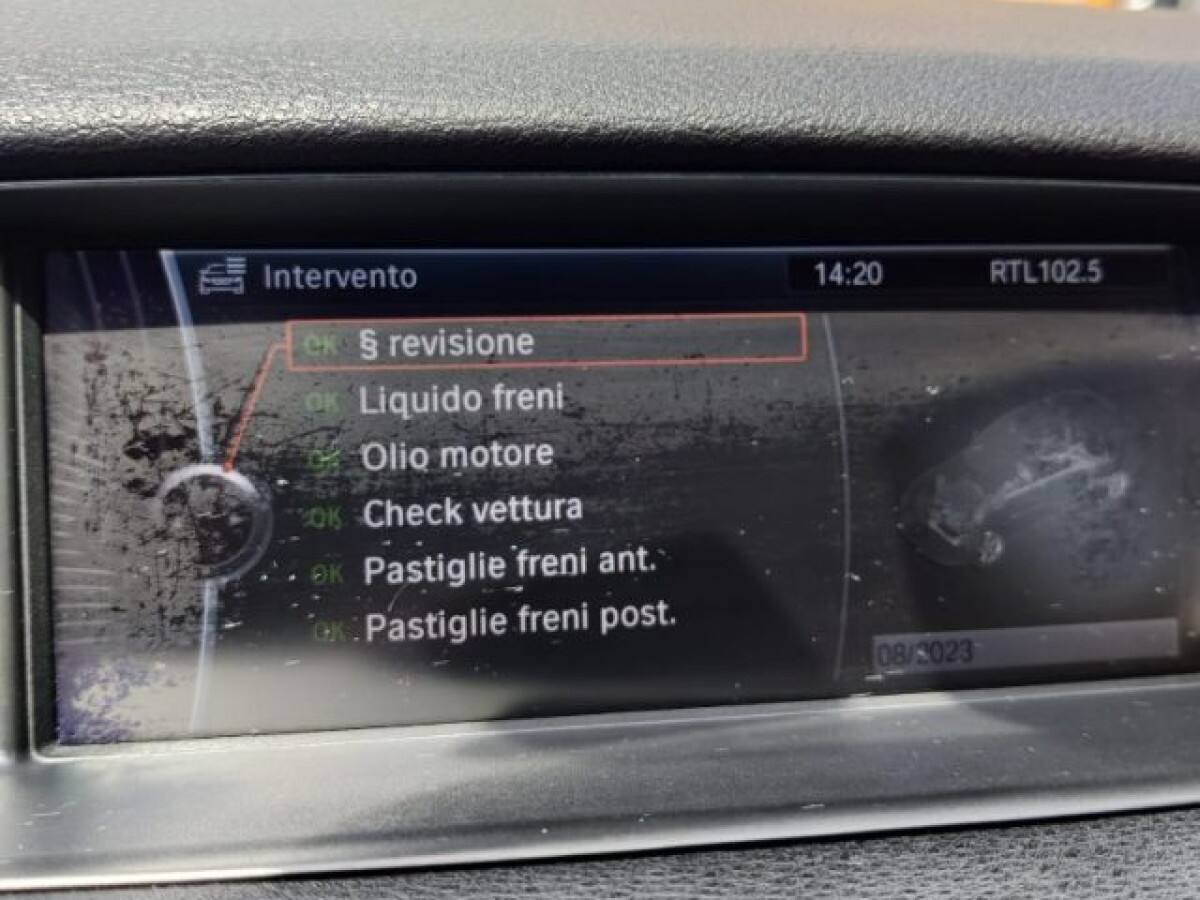 Intervento 14:20 RTL102.5
OK § revisione
OK Liquido freni
OK Olio motore
OK Check vettura
OK Pastiglie freni ant.
OK Pastiglie freni post.
08/2023